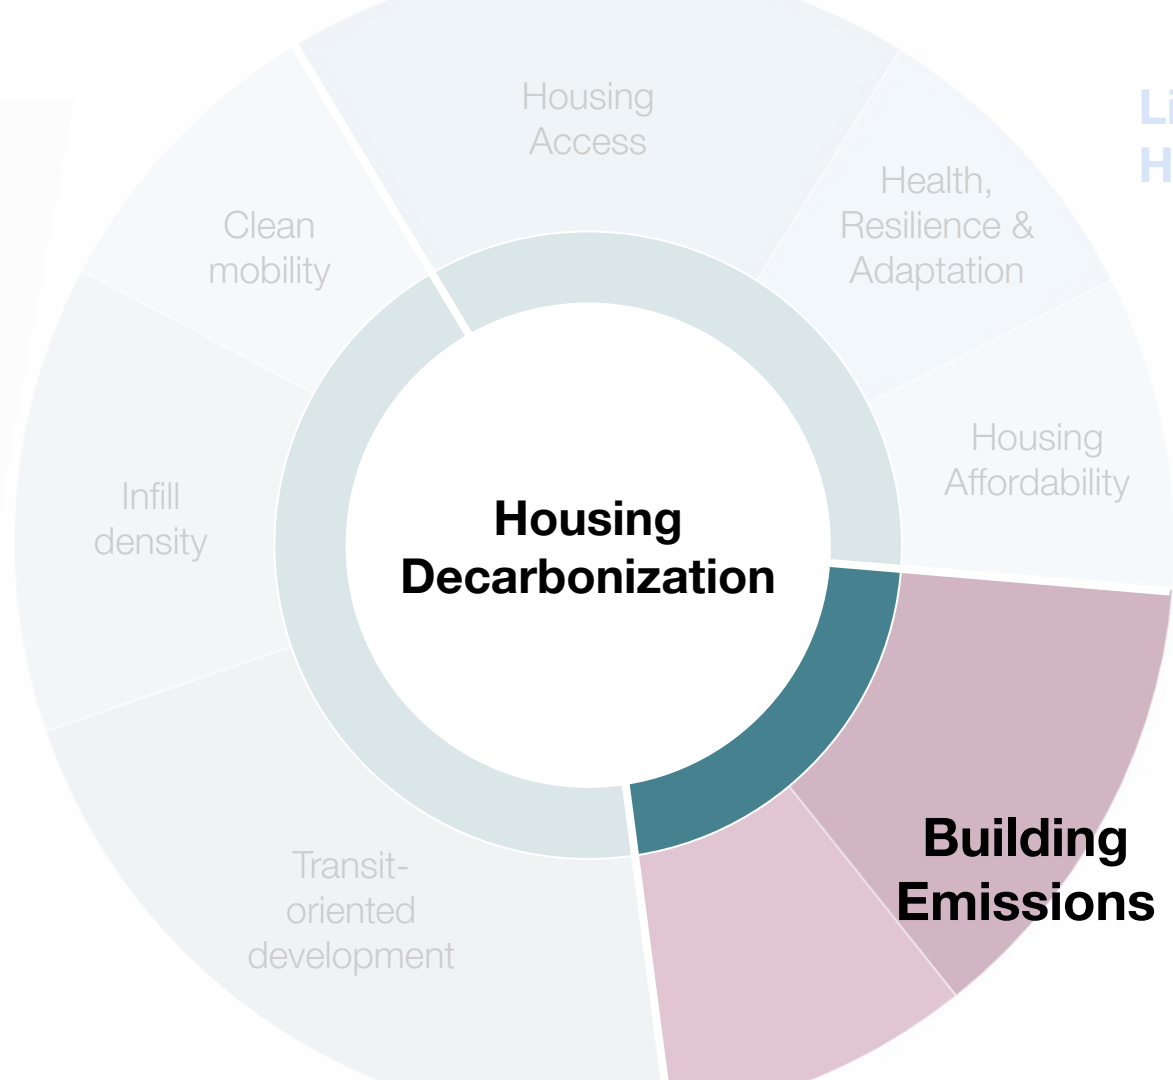 Housing
Access
Health,
Resilience &
Adaptation
Clean
mobility
Housing
Affordability
Infill
density
Housing
Decarbonization
Building
Emissions
Transit-
oriented
development